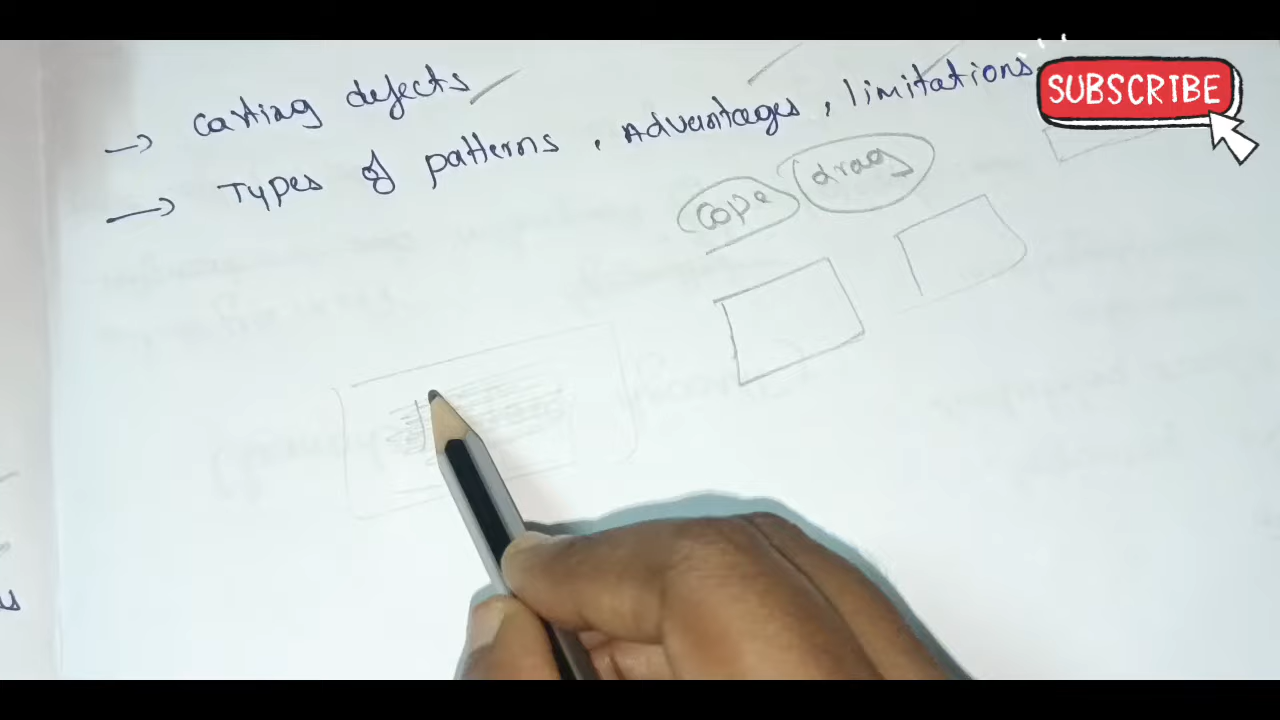 → Casting defects
→ Types of patterns, Advantages, limitations
cope drag
SUBSCRIBE